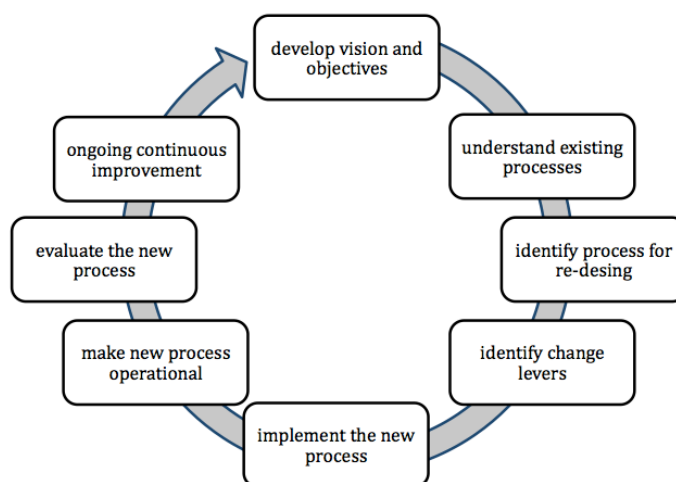 develop vision and
objectives
understand existing
processes
identify process for
re-desing
identify change
levers
implement the new
process
make new process
operational
evaluate the new
process
ongoing continuous
improvement